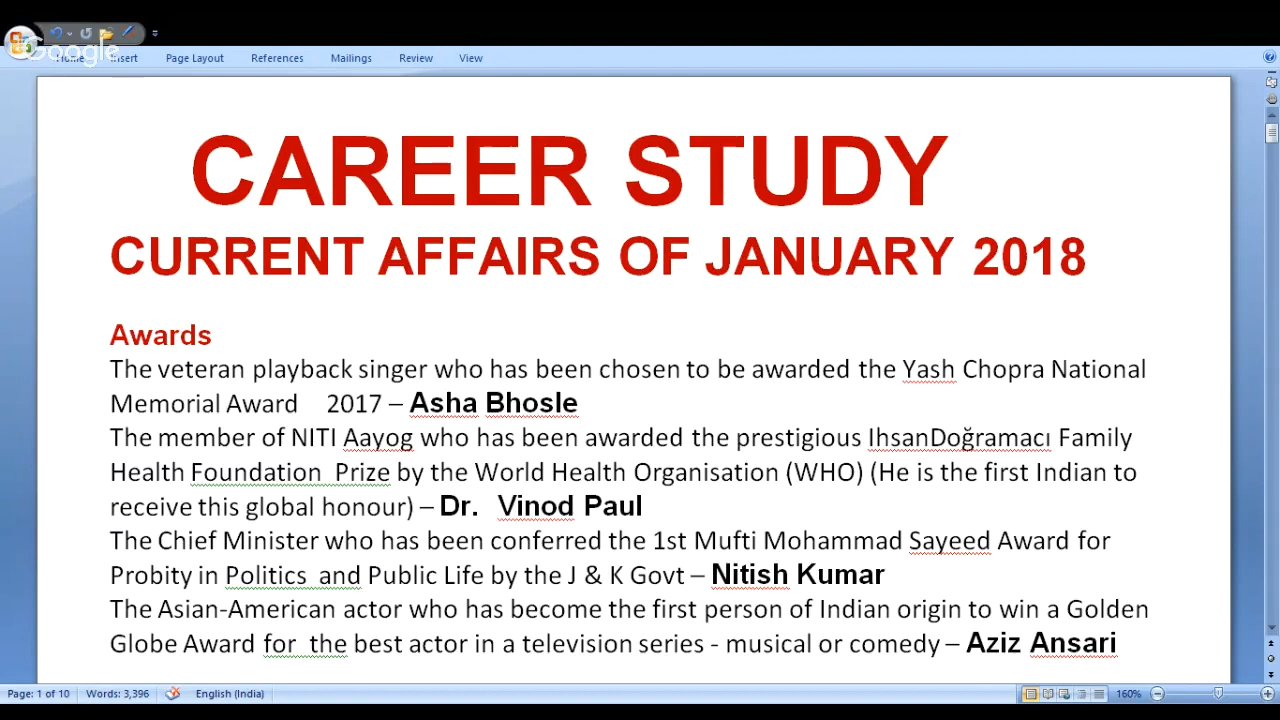 Google
Home Insert Page Layout References Mailings Review View
CAREER STUDY
CURRENT AFFAIRS OF JANUARY 2018
Awards
The veteran playback singer who has been chosen to be awarded the Yash Chopra National
Memorial Award 2017 – Asha Bhosle
The member of NITI Aayog who has been awarded the prestigious IhsanDoğramacı Family
Health Foundation Prize by the World Health Organisation (WHO) (He is the first Indian to
receive this global honour) – Dr. Vinod Paul
The Chief Minister who has been conferred the 1st Mufti Mohammad Sayeed Award for
Probity in Politics and Public Life by the J & K Govt – Nitish Kumar
The Asian-American actor who has become the first person of Indian origin to win a Golden
Globe Award for the best actor in a television series - musical or comedy – Aziz Ansari
Page: 1 of 10 Words: 3,396 English (India) 160%